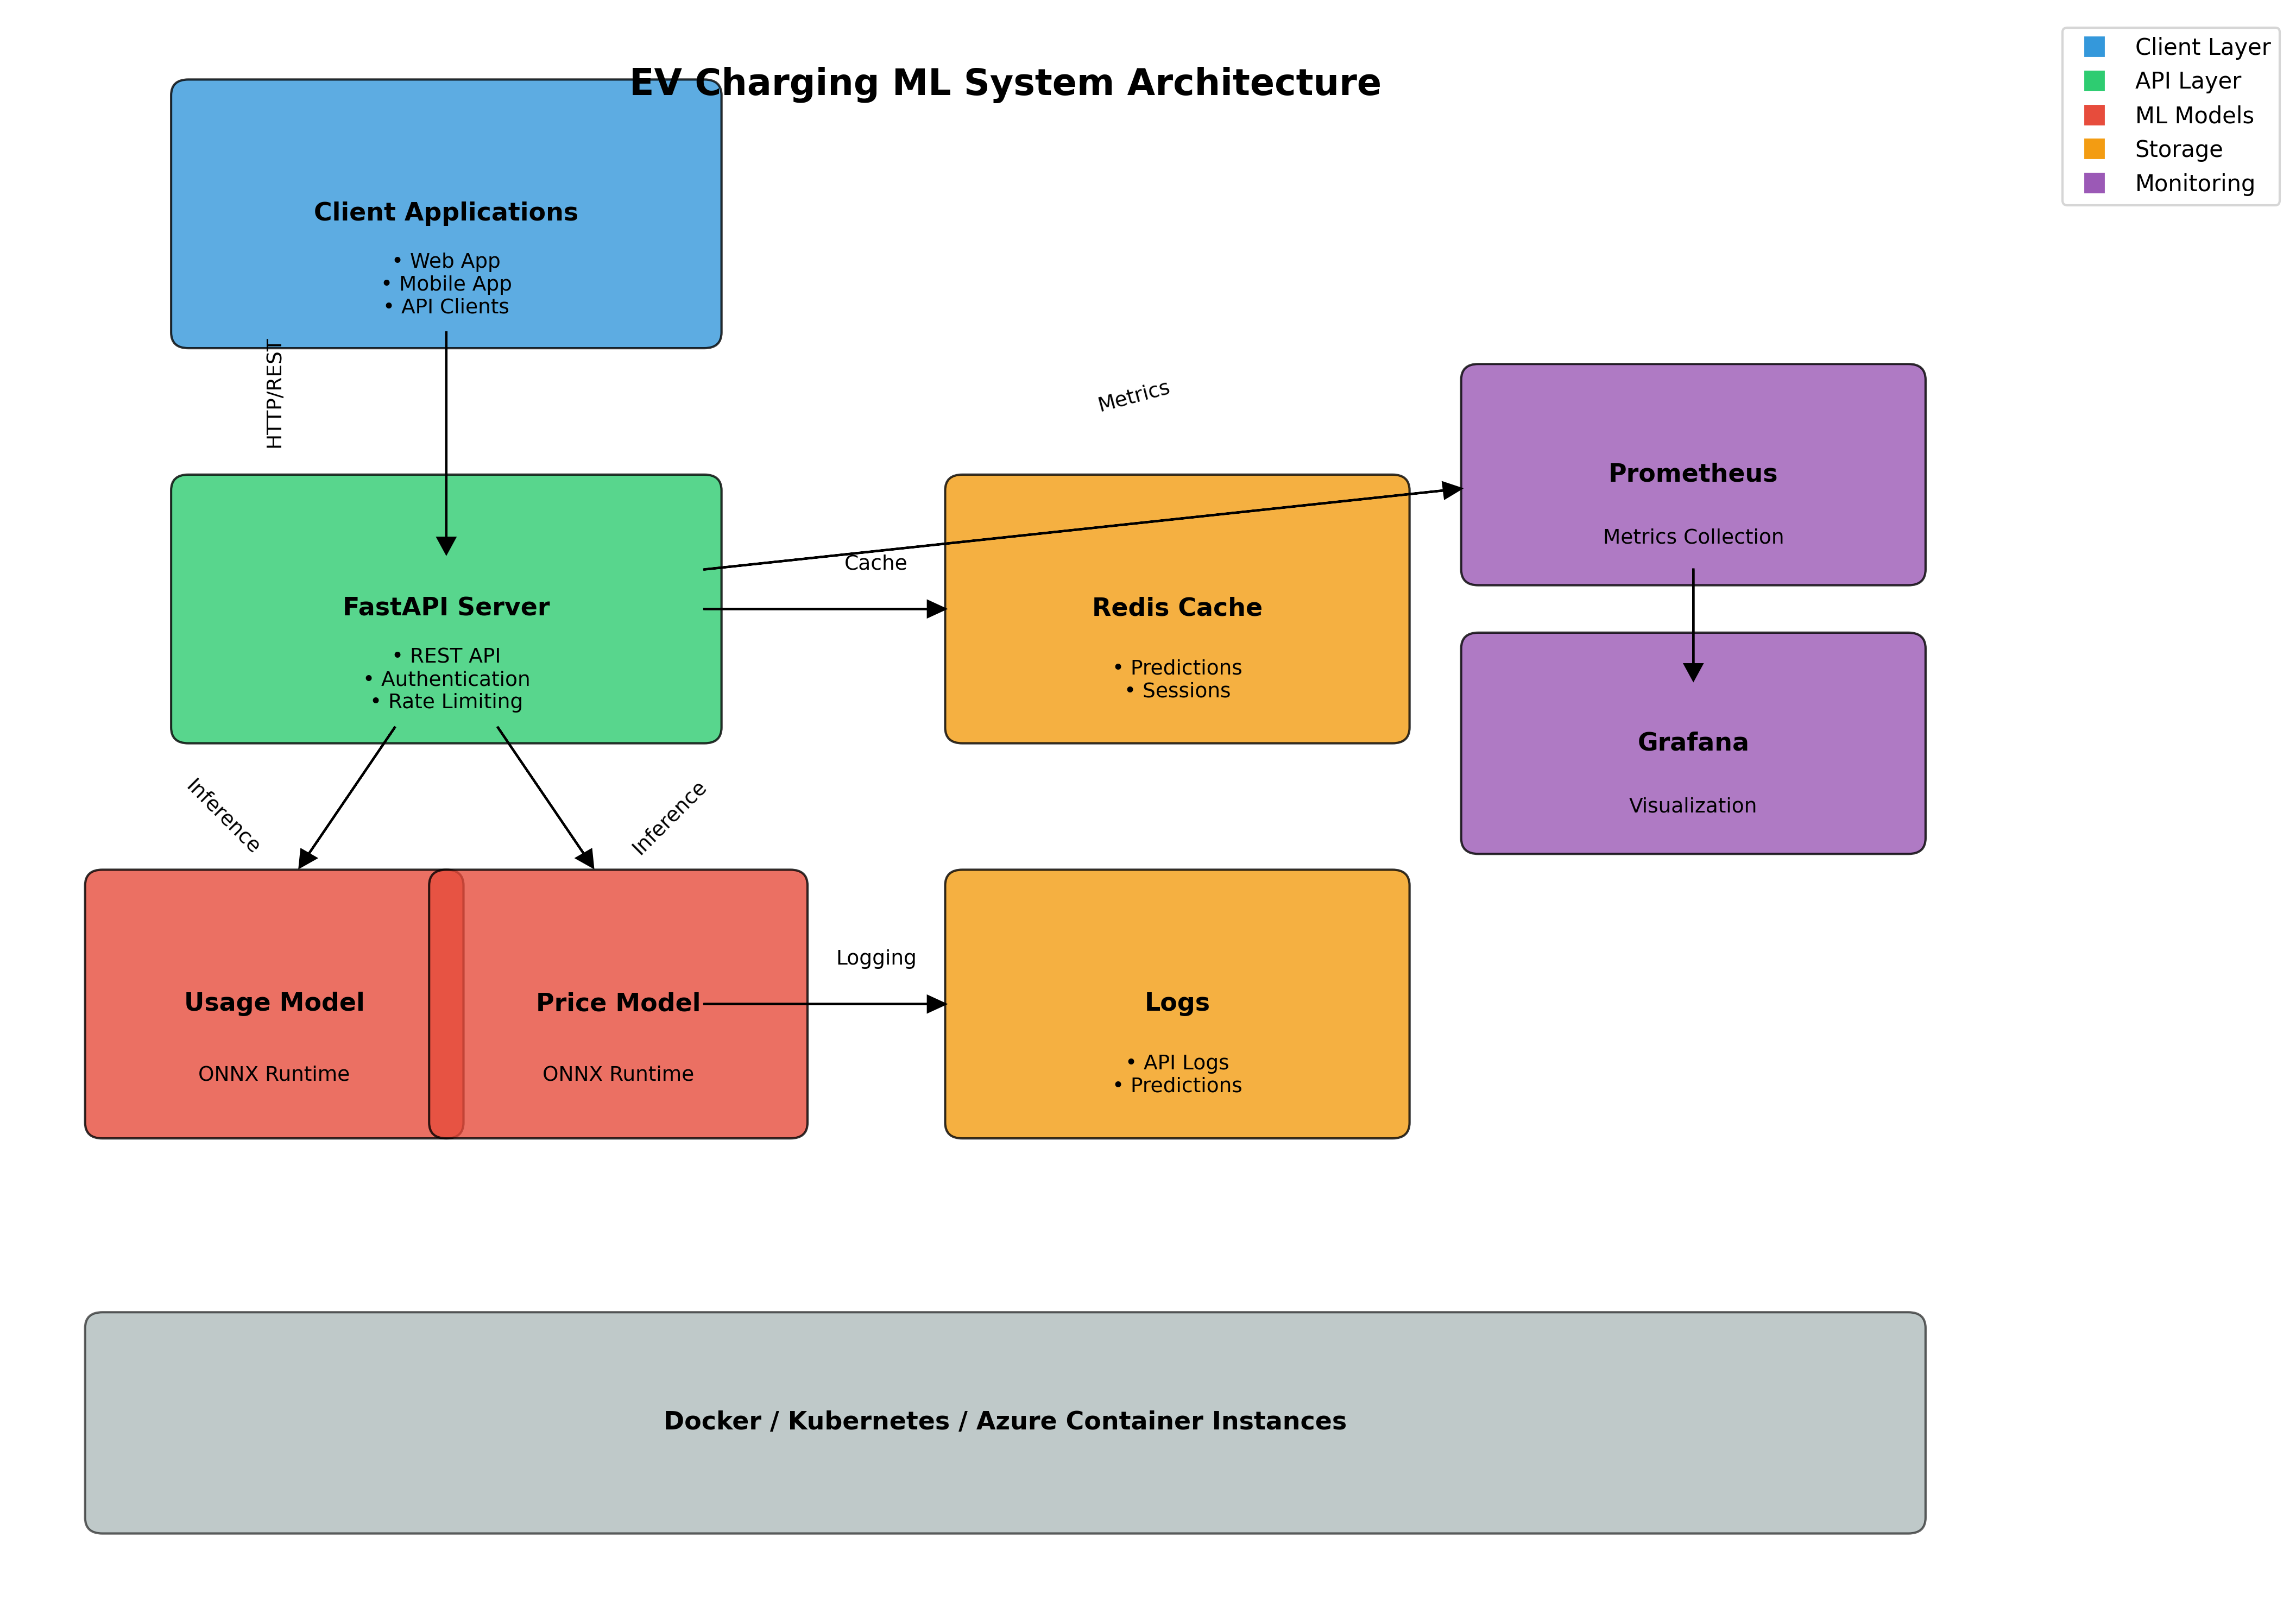 EV Charging ML System Architecture
Client Layer
API Layer
ML Models
Storage
Monitoring
Client Applications
• Web App
• Mobile App
• API Clients
HTTP/REST
Metrics
Prometheus
Metrics Collection
Cache
FastAPI Server
• REST API
• Authentication
• Rate Limiting
Redis Cache
• Predictions
• Sessions
Grafana
Visualization
Inference
Inference
Usage Model
ONNX Runtime
Price Model
ONNX Runtime
Logging
Logs
• API Logs
• Predictions
Docker / Kubernetes / Azure Container Instances